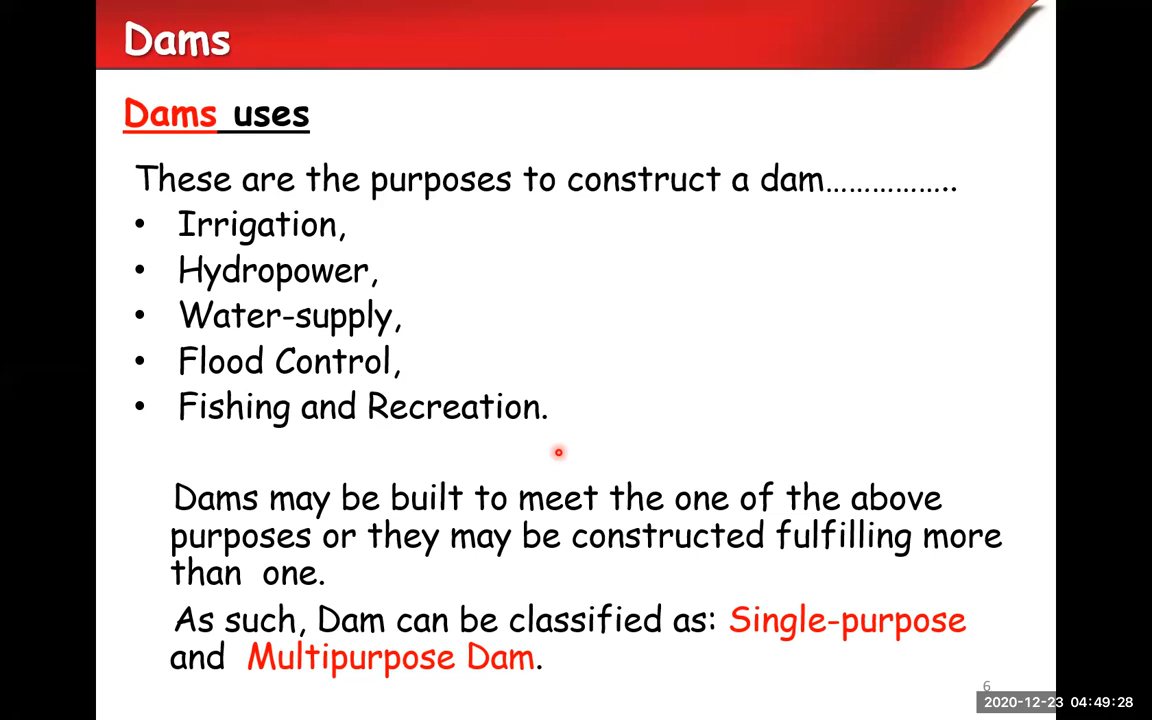 Dams
Dams uses
These are the purposes to construct a dam……………..
• Irrigation,
• Hydropower,
• Water-supply,
• Flood Control,
• Fishing and Recreation.
Dams may be built to meet the one of the above
purposes or they may be constructed fulfilling more
than one.
As such, Dam can be classified as: Single-purpose
and Multipurpose Dam.
6
2020-12-23 04:49:28